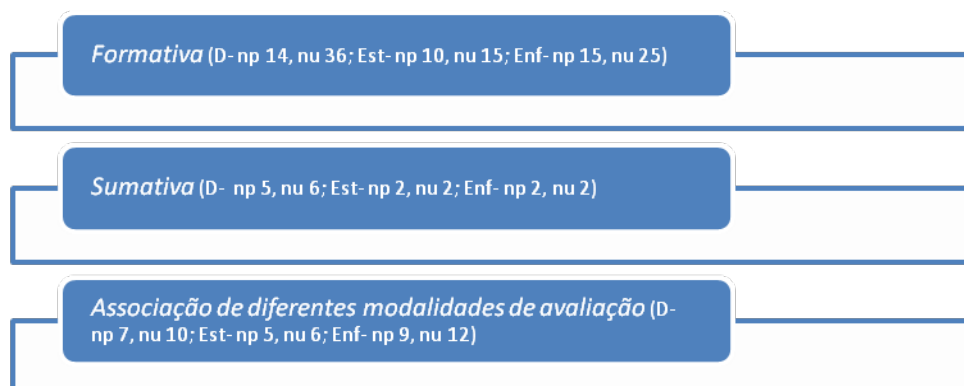 Formativa (D- np 14, nu 36; Est- np 10, nu 15; Enf- np 15, nu 25)
Sumativa (D- np 5, nu 6; Est- np 2, nu 2; Enf- np 2, nu 2)
Associação de diferentes modalidades de avaliação (D-
np 7, nu 10; Est- np 5, nu 6; Enf- np 9, nu 12)